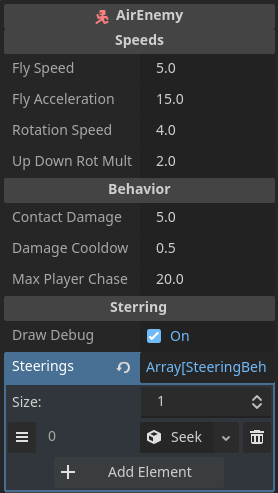 AirEnemy
Speeds
Fly Speed 5.0
Fly Acceleration 15.0
Rotation Speed 4.0
Up Down Rot Mult 2.0
Behavior
Contact Damage 5.0
Damage Cooldow 0.5
Max Player Chase 20.0
Sterring
Draw Debug On
Steerings Array[SteeringBeh
Size: 1
0 Seek
Add Element